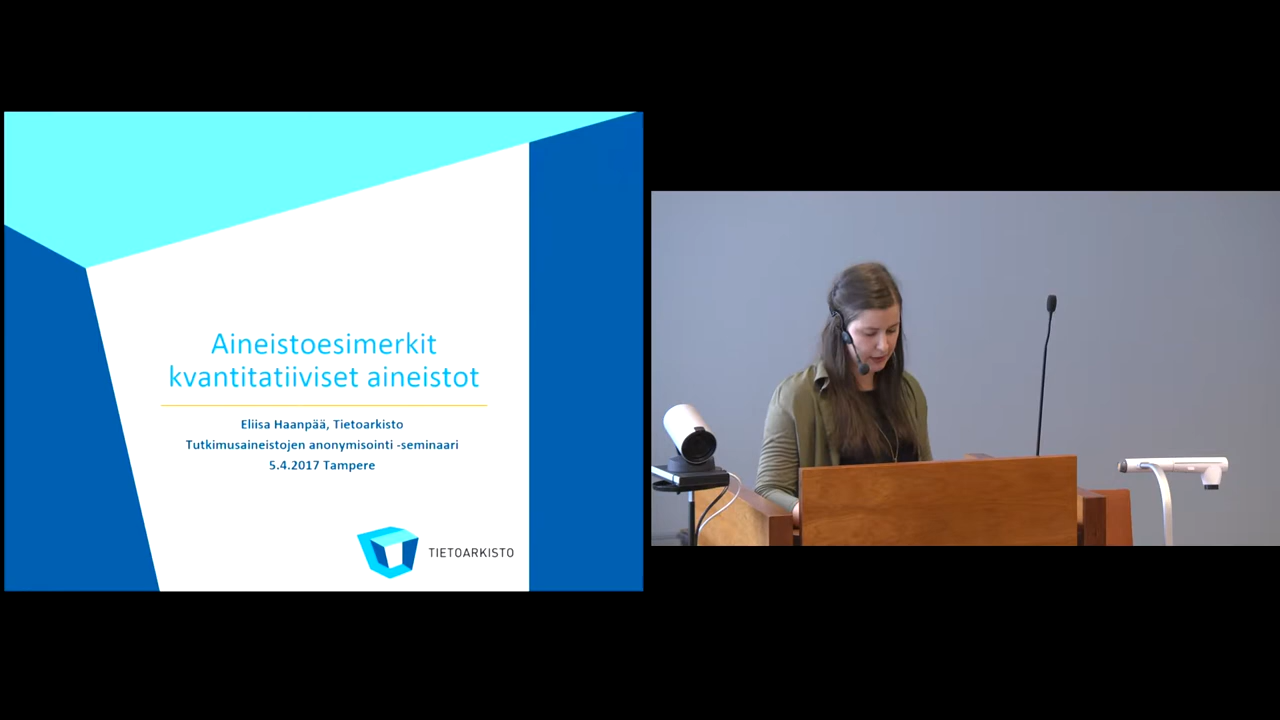 Aineistoesimerkit
kvantitatiiviset aineistot
Eliisa Haanpää, Tietoarkisto
Tutkimusaineistojen anonymisointi -seminaari
5.4.2017 Tampere
TIETOARKISTO